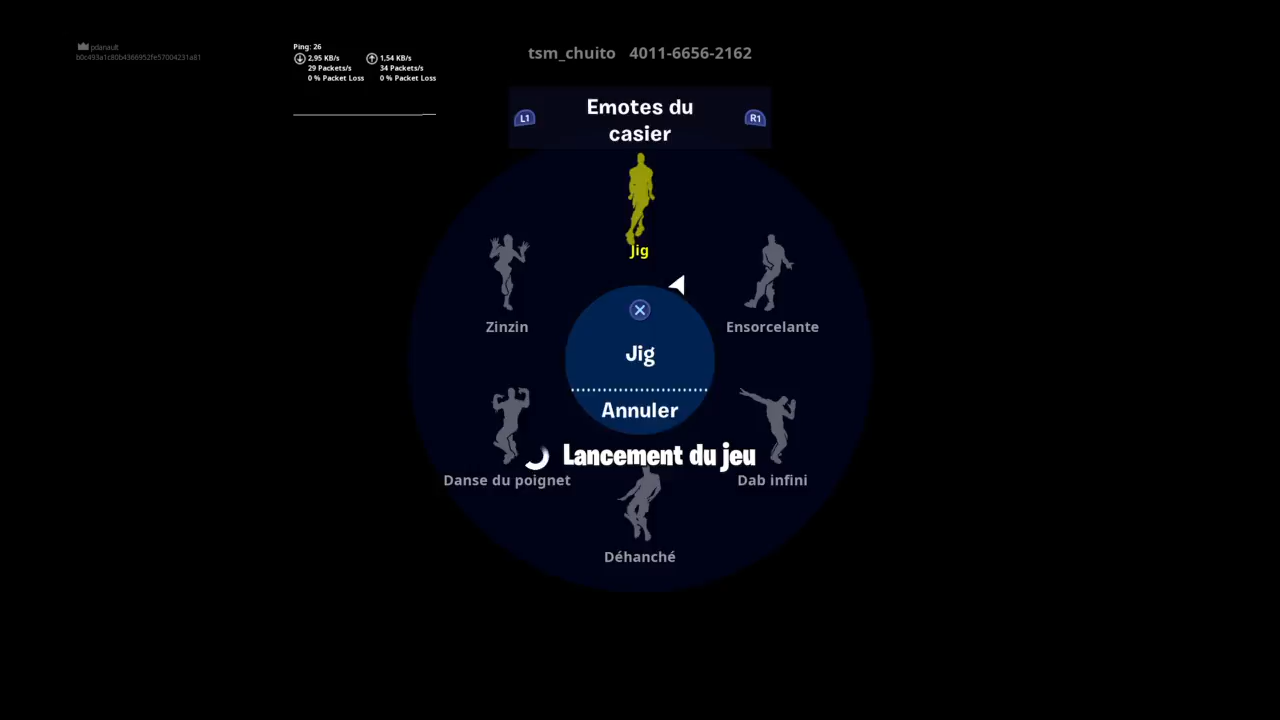 pdanault
b0c493a1c80b4366952fe57004231a81
Ping: 26
2,95 KB/s 1,54 KB/s
29 Packets/s 34 Packets/s
0 % Packet Loss 0 % Packet Loss
tsm_chuito 4011-6656-2162
L1 Emotes du R1
casier
Jig
Zinzin
Ensorcelante
Jig
Annuler
Lancement du jeu
Danse du poignet
Dab infini
Déhanché